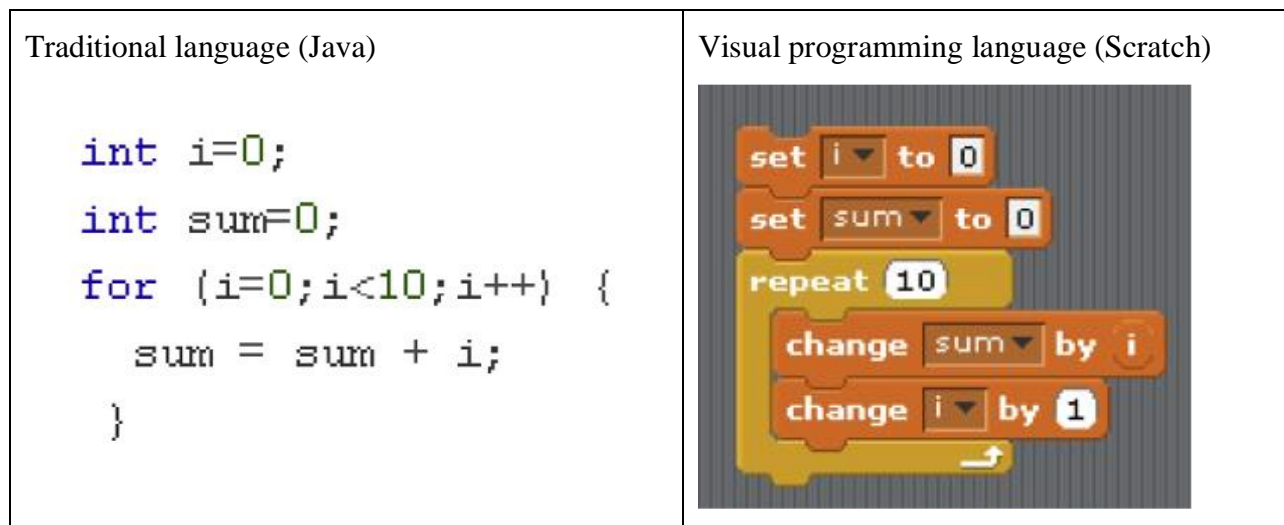 Traditional language (Java)
int i=0;
int sum=0;
for (i=0;i<10;i++) {
sum = sum + i;
}
Visual programming language (Scratch)
set i to 0
set sum to 0
repeat 10
change sum by i
change i by 1